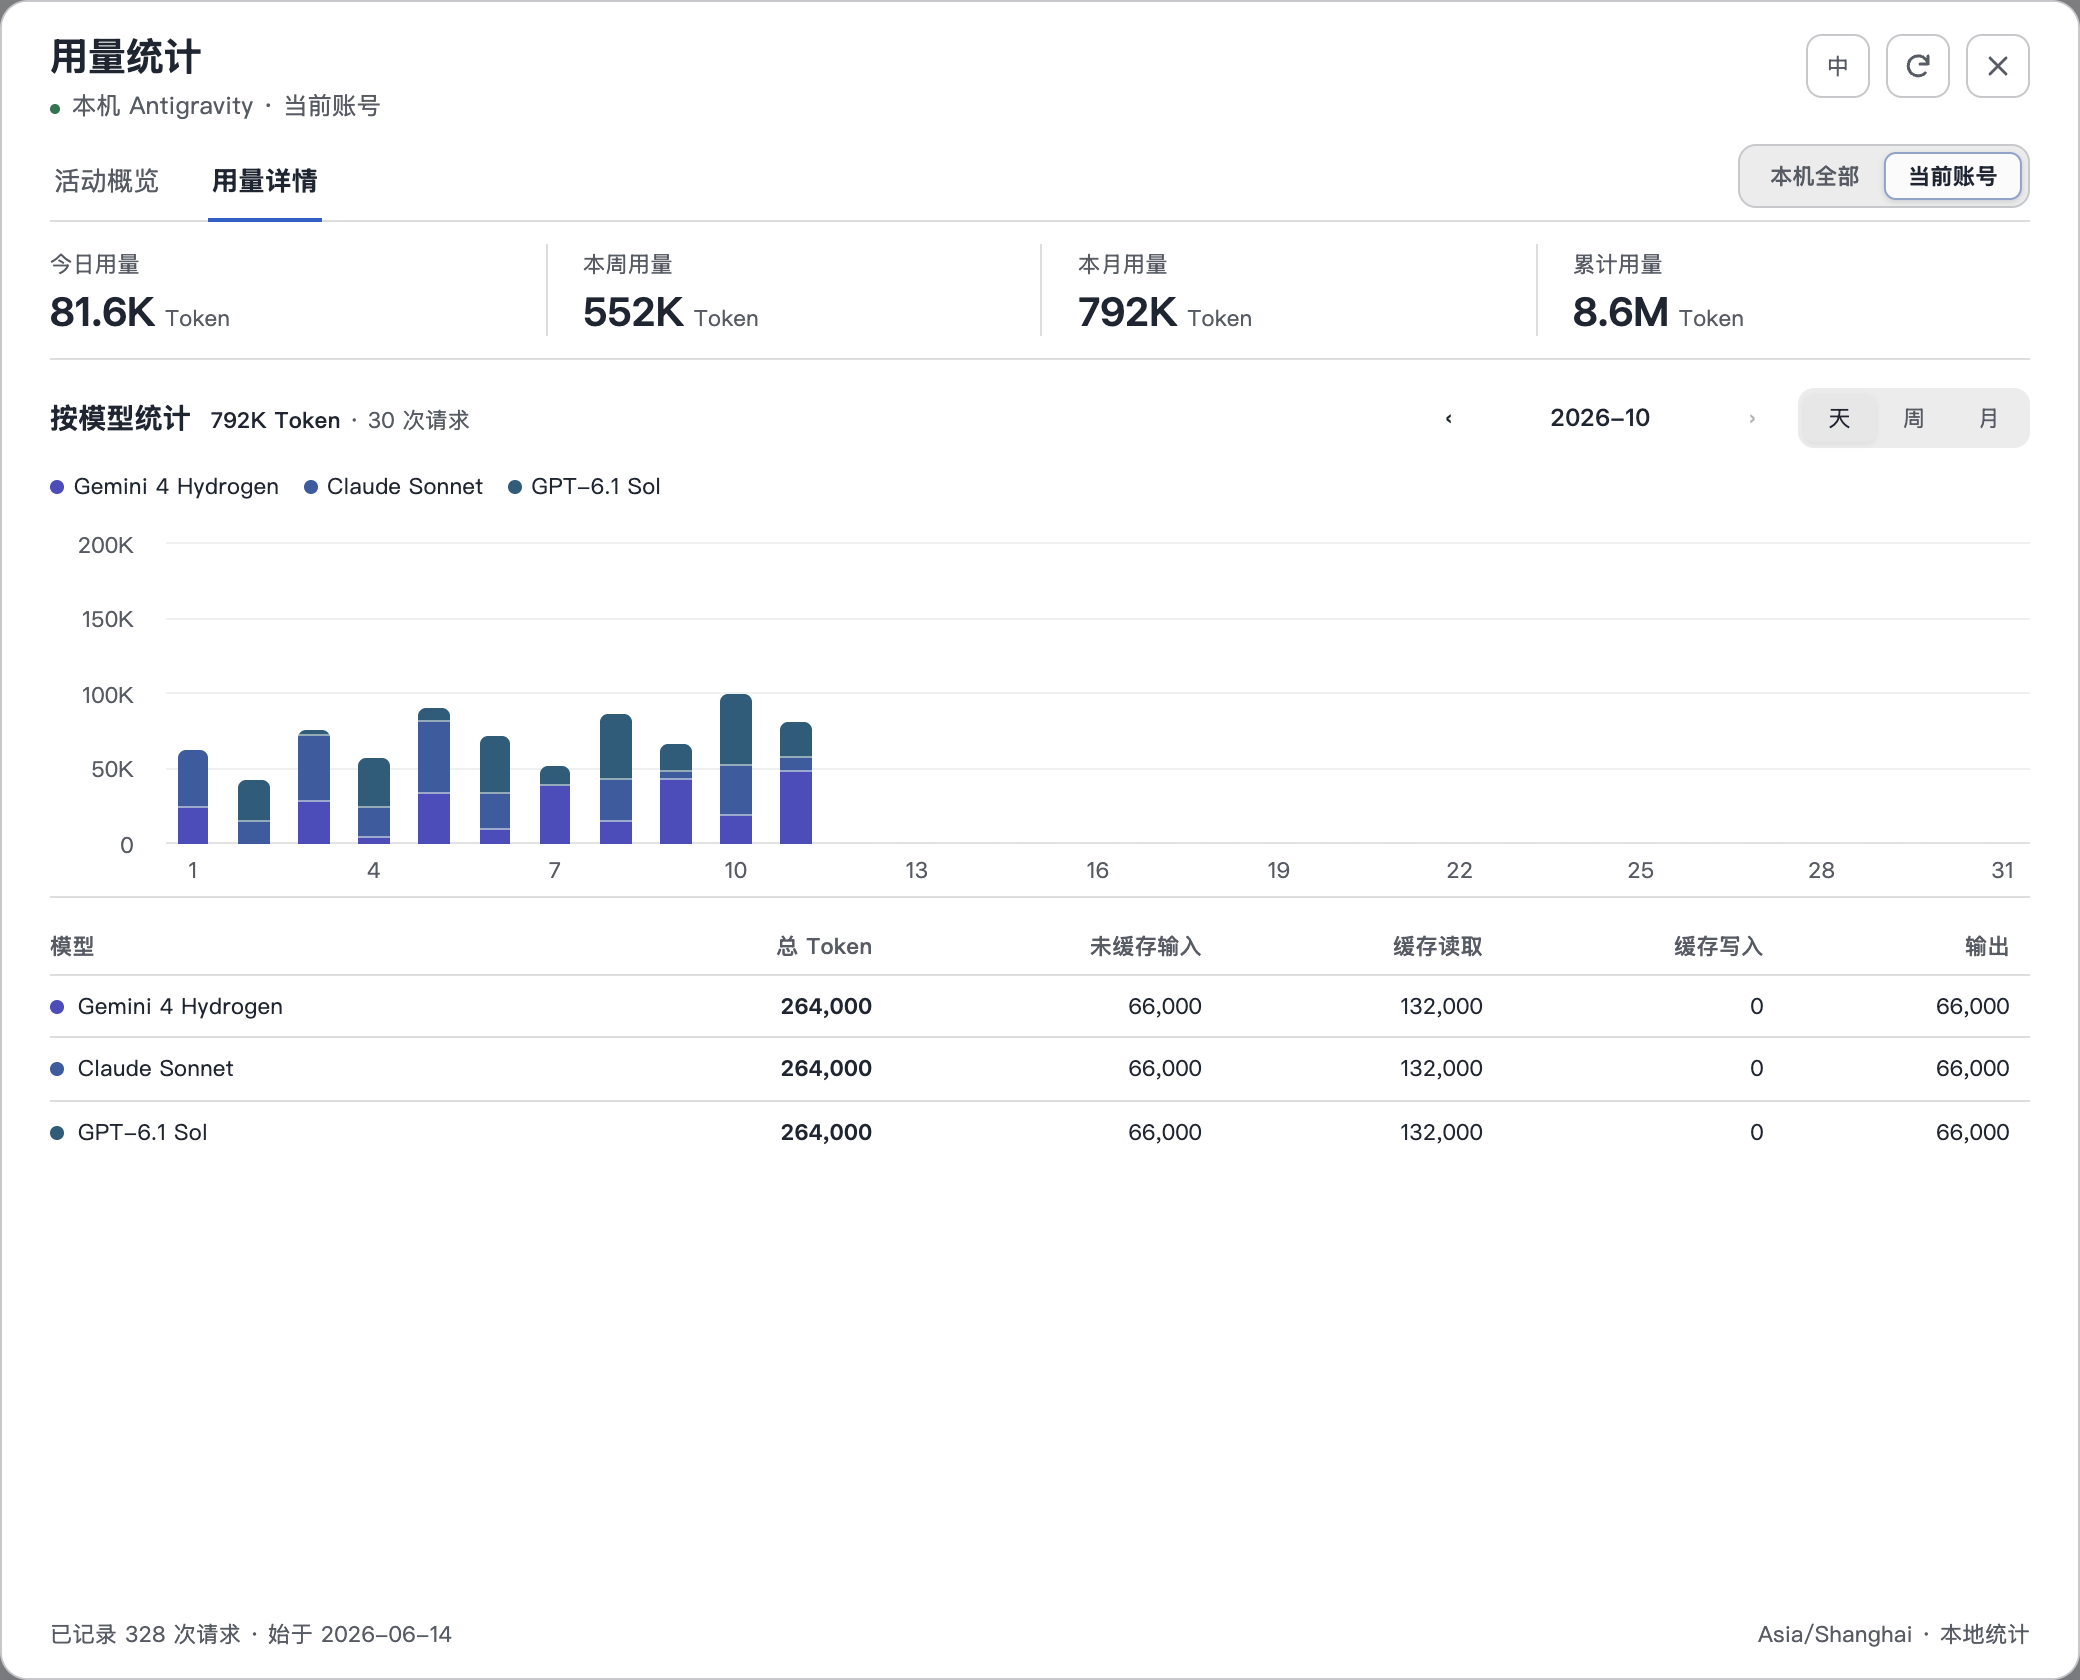 用量统计
中
本机 Antigravity · 当前账号
活动概览 用量详情 本机全部 当前账号
今日用量 本周用量 本月用量 累计用量
81.6K Token 552K Token 792K Token 8.6M Token
按模型统计 792K Token · 30 次请求 ‹ 2026–10 › 天 周 月
Gemini 4 Hydrogen Claude Sonnet GPT–6.1 Sol
200K
150K
100K
50K
0
1 4 7 10 13 16 19 22 25 28 31
模型 总 Token 未缓存输入 缓存读取 缓存写入 输出
Gemini 4 Hydrogen 264,000 66,000 132,000 0 66,000
Claude Sonnet 264,000 66,000 132,000 0 66,000
GPT–6.1 Sol 264,000 66,000 132,000 0 66,000
已记录 328 次请求 · 始于 2026–06–14 Asia/Shanghai · 本地统计